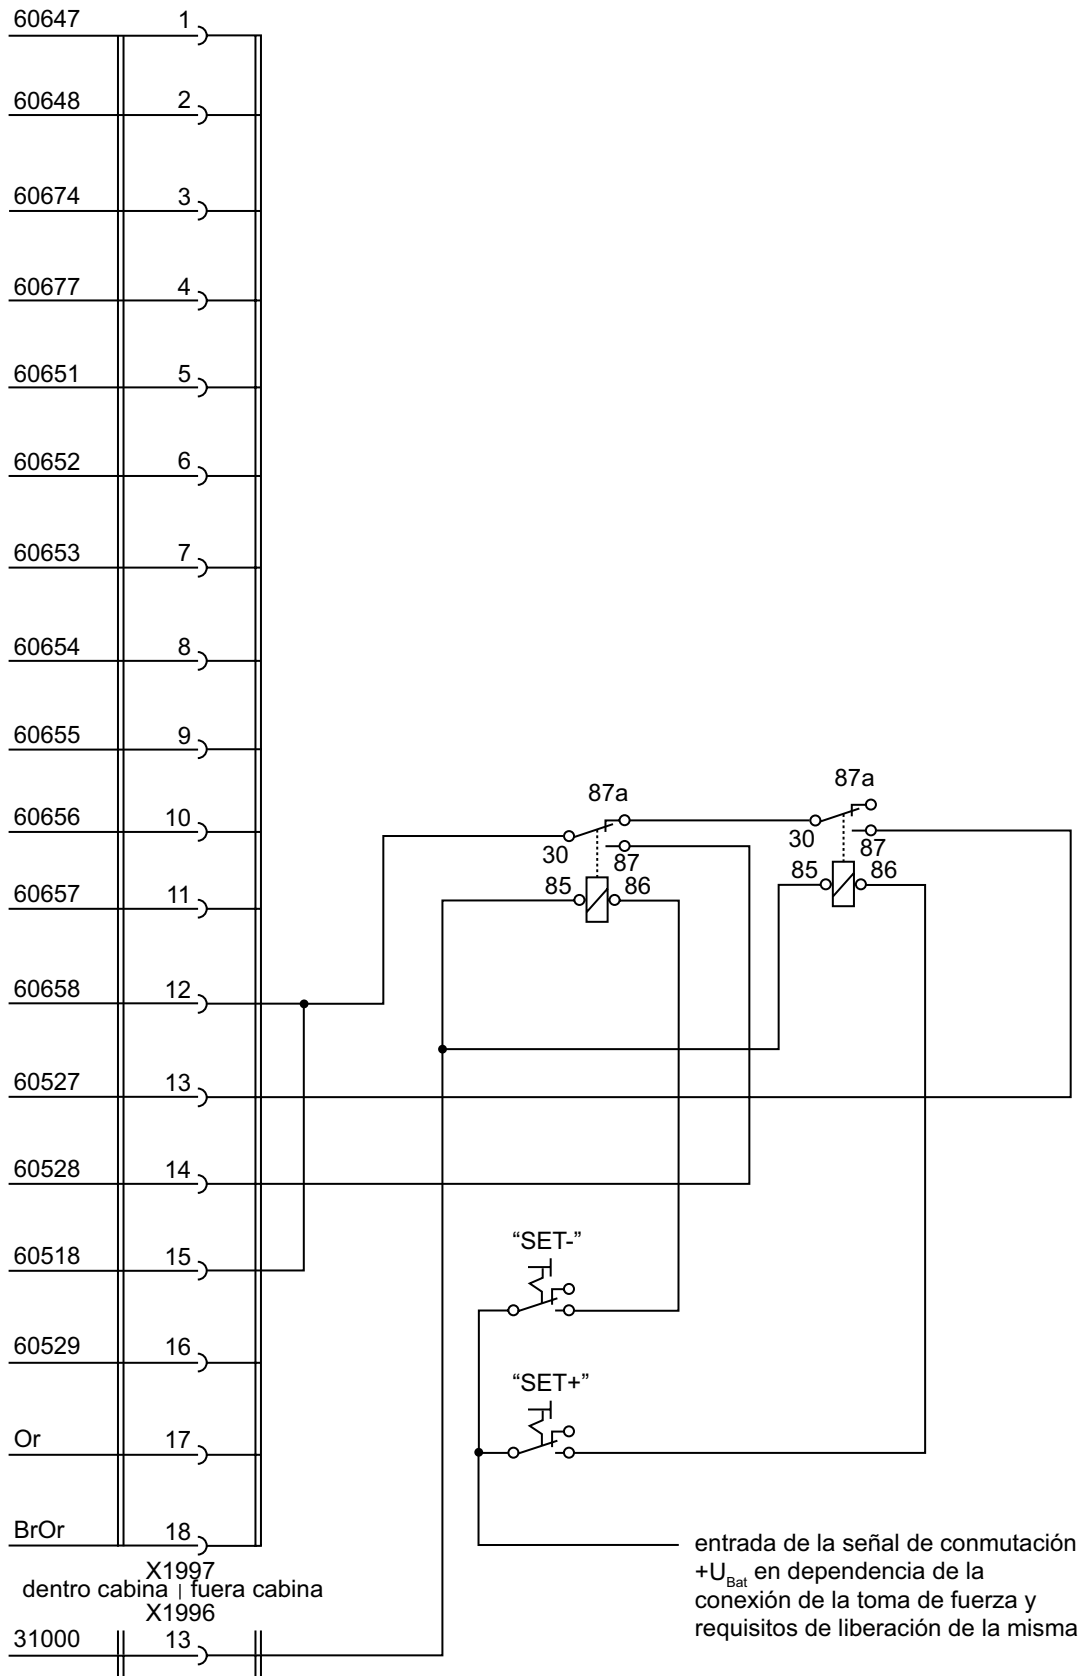 60647 1
60648 2
60674 3
60677 4
60651 5
60652 6
60653 7
60654 8
60655 9
87a
87a
60656 10
30
87
30
87
85
86
85
86
60657 11
60658 12
60527 13
60528 14
“SET-”
60518 15
60529 16
“SET+”
Or 17
BrOr 18
X1997
dentro cabina | fuera cabina
X1996
31000 13
entrada de la señal de conmutación
+UBat en dependencia de la
conexión de la toma de fuerza y
requisitos de liberación de la misma